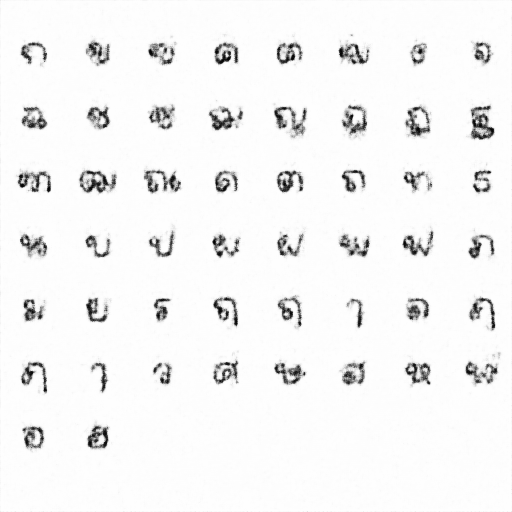 ก ข ฃ ค ฅ ฆ ง จ
ฉ ช ซ ฌ ญ ฎ ฏ ฐ
ฑ ฒ ณ ด ต ถ ท ธ
น บ ป ผ ฝ พ ฟ ภ
ม ย ร ฤ ฤ ๅ ล ฦ
ฦ ๅ ว ศ ษ ส ห ฬ
อ ฮ